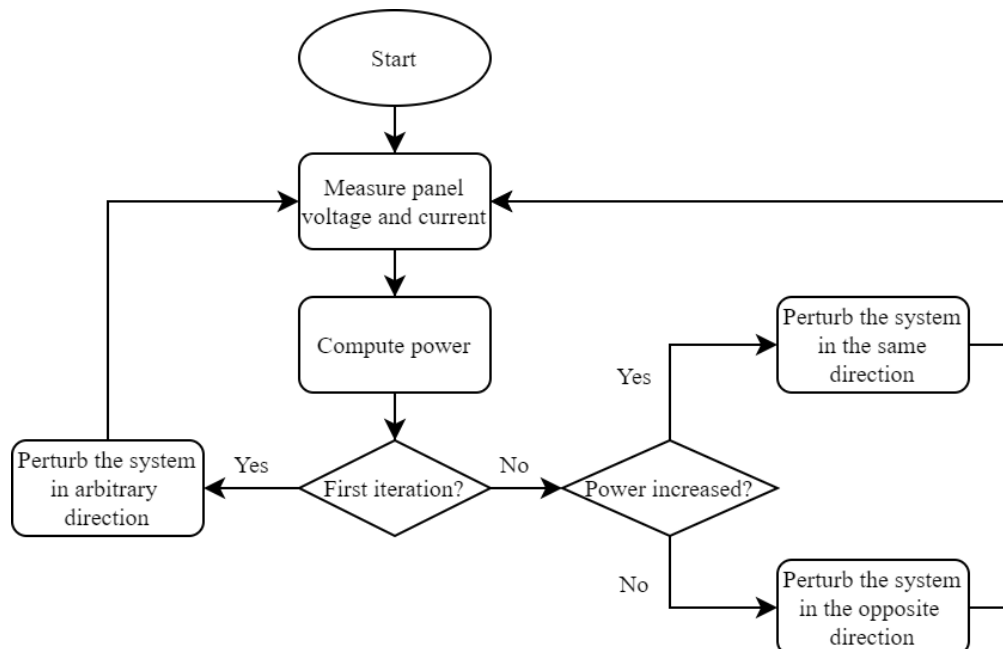 Start
Measure panel
voltage and current
Compute power
First iteration?
Yes
Perturb the system
in arbitrary
direction
No
Power increased?
Yes
Perturb the system
in the same
direction
No
Perturb the system
in the opposite
direction